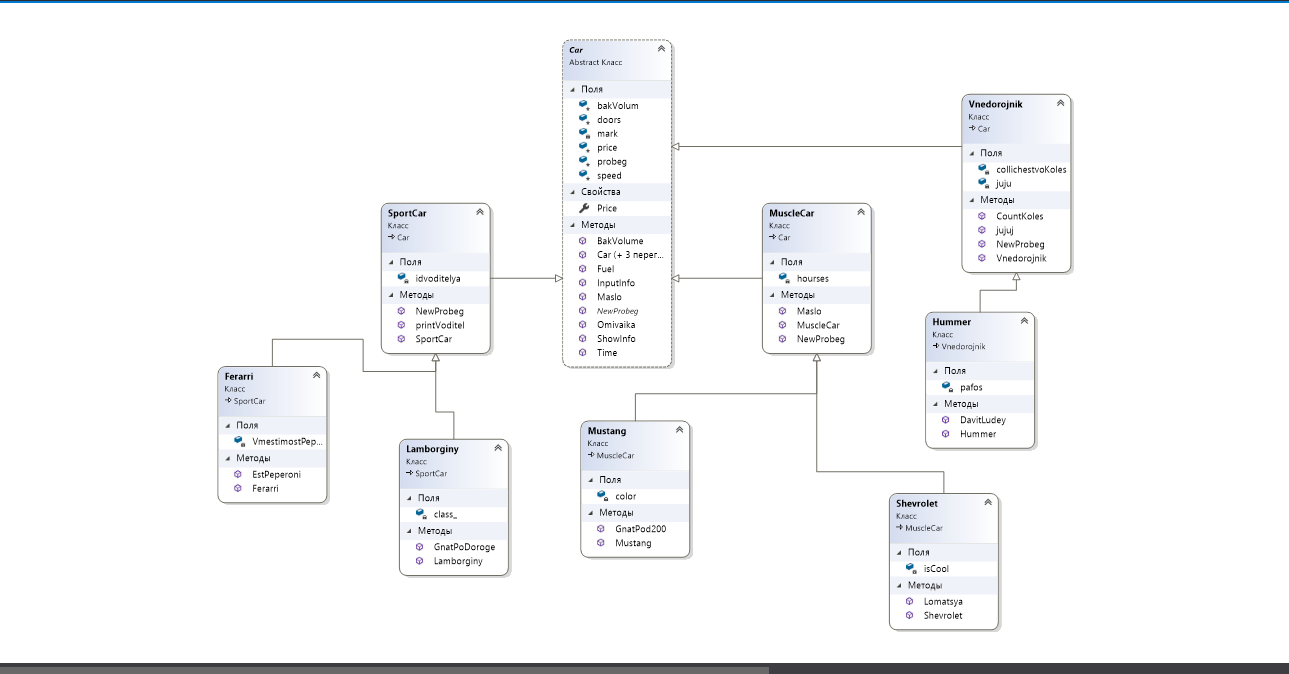 Car
Abstract Класс
Поля
bakVolum
doors
mark
price
probeg
speed
Свойства
Price
Методы
BakVolume
Car (+ 3 перег...
Fuel
InputInfo
Maslo
NewProbeg
Omivaika
ShowInfo
Time
Vnedorojnik
Класс
Car
Поля
collichestvoKoles
juju
Методы
CountKoles
jujuj
NewProbeg
Vnedorojnik
SportCar
Класс
Car
Поля
idvoditelya
Методы
NewProbeg
printVoditel
SportCar
MuscleCar
Класс
Car
Поля
hourses
Методы
Maslo
MuscleCar
NewProbeg
Hummer
Класс
Vnedorojnik
Поля
pafos
Методы
DavitLudey
Hummer
Ferarri
Класс
SportCar
Поля
VmestimostPep...
Методы
EstPeperoni
Ferarri
Lamborginy
Класс
SportCar
Поля
class_
Методы
GnatPoDoroge
Lamborginy
Mustang
Класс
MuscleCar
Поля
color
Методы
GnatPod200
Mustang
Shevrolet
Класс
MuscleCar
Поля
isCool
Методы
Lomatsya
Shevrolet